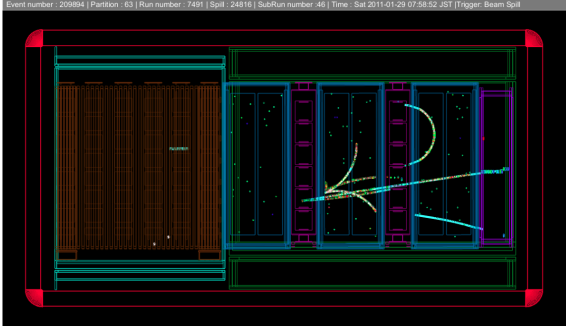 Event number : 209894 | Partition : 63 | Run number : 7491 | Spill : 24816 | SubRun number :46 | Time : Sat 2011-01-29 07:58:52 JST |Trigger: Beam Spill